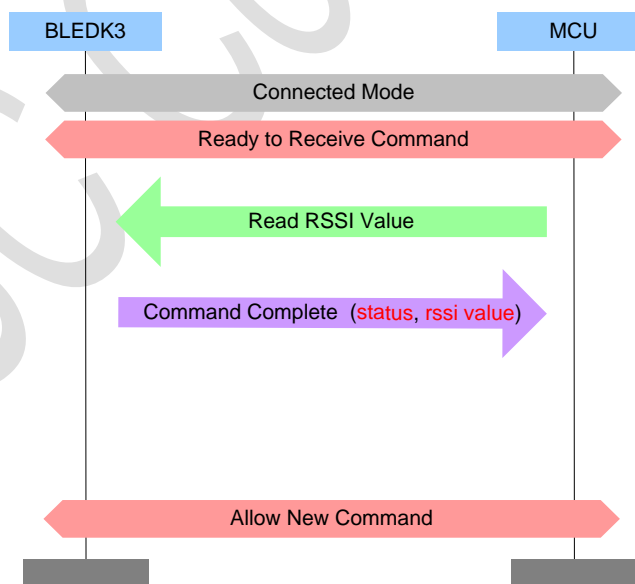 BLEDK3 MCU
Connected Mode
Ready to Receive Command
Read RSSI Value
Command Complete (status, rssi value)
Allow New Command